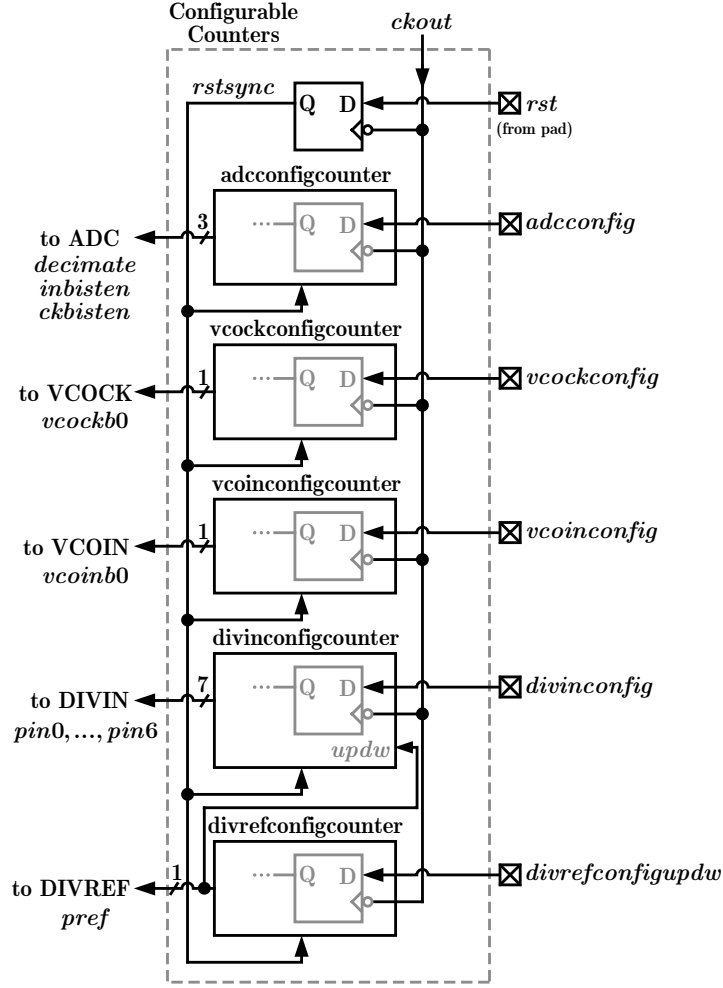 Configurable
Counters
ckout
rstsync
Q D
rst
(from pad)
adcconfigcounter
3
Q D
adcconfig
to ADC
decimate
inbisten
ckbisten
vcockconfigcounter
1
Q D
vcockconfig
to VCOCK
vcockb0
vcoinconfigcounter
1
Q D
vcoinconfig
to VCOIN
vcoinb0
divinconfigcounter
7
Q D
divinconfig
to DIVIN
pin0, ..., pin6
updw
divrefconfigcounter
1
Q D
divrefconfigupdw
to DIVREF
pref